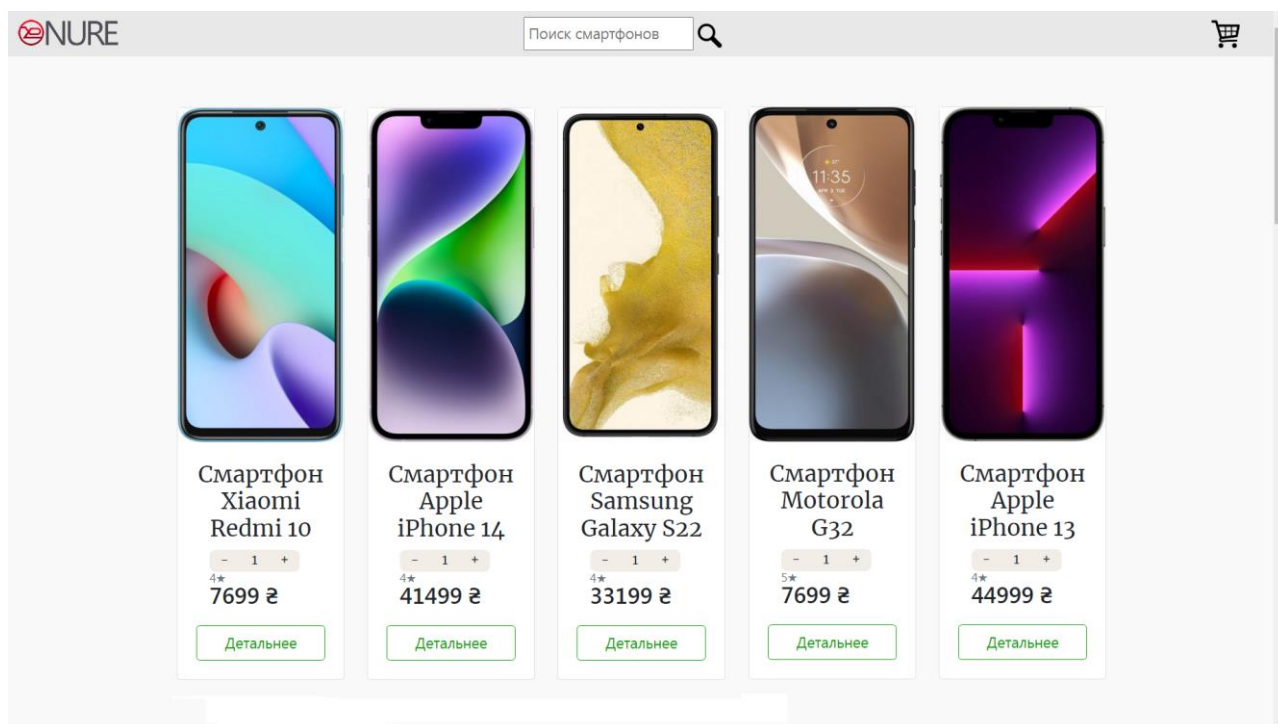 NURE
Поиск смартфонов
11:35
Смартфон
Xiaomi
Redmi 10
- 1 +
4★
7699 ₴
Детальнее
Смартфон
Apple
iPhone 14
- 1 +
4★
41499 ₴
Детальнее
Смартфон
Samsung
Galaxy S22
- 1 +
4★
33199 ₴
Детальнее
Смартфон
Motorola
G32
- 1 +
5★
7699 ₴
Детальнее
Смартфон
Apple
iPhone 13
- 1 +
4★
44999 ₴
Детальнее